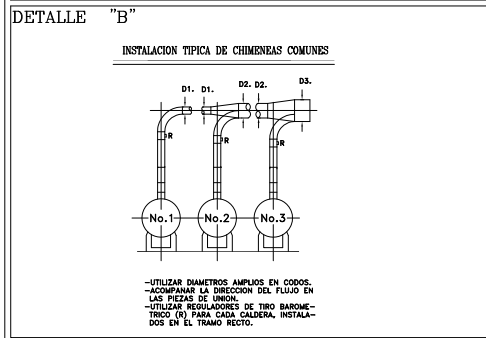 DETALLE "B"
INSTALACION TIPICA DE CHIMENEAS COMUNES
D1. D1. D2. D2. D3.
R R R
No.1 No.2 No.3
-UTILIZAR DIAMETROS AMPLIOS EN CODOS.
-ACOMPANAR LA DIRECCION DEL FLUJO EN
LAS PIEZAS DE UNION.
-UTILIZAR REGULADORES DE TIRO BAROME-
TRICO (R) PARA CADA CALDERA, INSTALA-
DOS EN EL TRAMO RECTO.